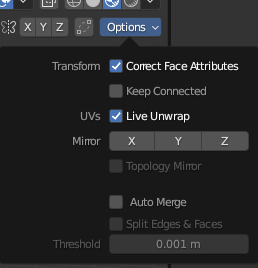 X Y Z Options
Transform Correct Face Attributes
Keep Connected
UVs Live Unwrap
Mirror X Y Z
Topology Mirror
Auto Merge
Split Edges & Faces
Threshold 0.001 m